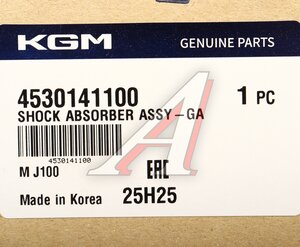 KGM GENUINE PARTS
4530141100 1 PC
SHOCK ABSORBER ASSY-GA
4530141100
M J100 EAC
Made in Korea 25H25